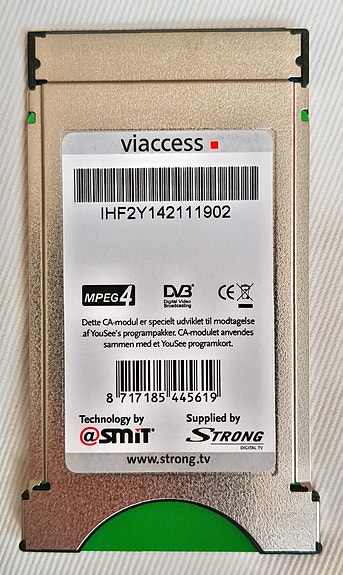 viaccess
IHF2Y142111902
MPEG4 DVB CE
Digital Video
Broadcasting
Dette CA-modul er specielt udviklet til modtagelse
af YouSee's programpakker. CA-modulet anvendes
sammen med et YouSee programkort.
8 717185 445619
Technology by Supplied by
@SMiT® STRONG
DIGITAL TV
www.strong.tv